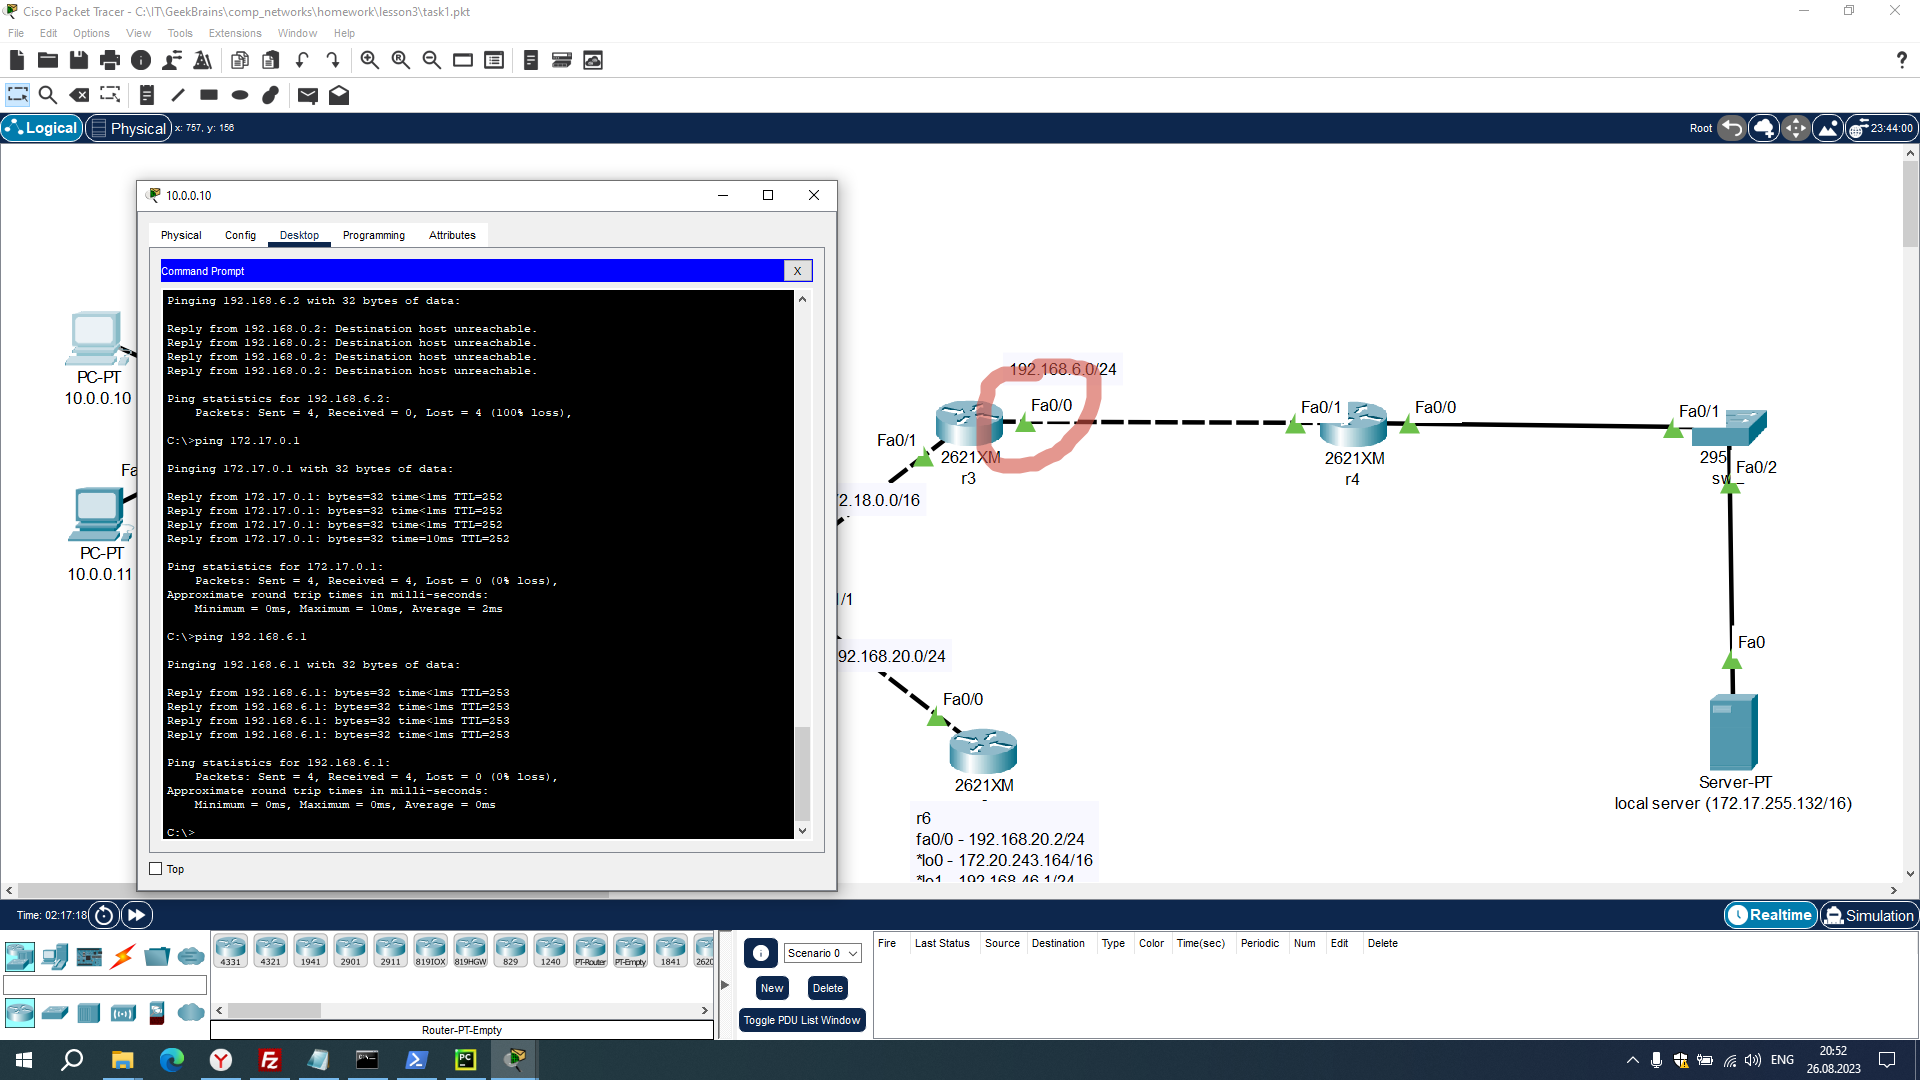 Cisco Packet Tracer - C:\IT\GeekBrains\comp_networks\homework\lesson3\task1.pkt
File Edit Options View Tools Extensions Window Help
?
Logical Physical x: 757, y: 156 Root 23:44:00
10.0.0.10
Physical Config Desktop Programming Attributes
Command Prompt X
Pinging 192.168.6.2 with 32 bytes of data:
Reply from 192.168.0.2: Destination host unreachable.
Reply from 192.168.0.2: Destination host unreachable.
Reply from 192.168.0.2: Destination host unreachable.
Reply from 192.168.0.2: Destination host unreachable.
Ping statistics for 192.168.6.2:
Packets: Sent = 4, Received = 0, Lost = 4 (100% loss),
C:\>ping 172.17.0.1
Pinging 172.17.0.1 with 32 bytes of data:
Reply from 172.17.0.1: bytes=32 time<1ms TTL=252
Reply from 172.17.0.1: bytes=32 time<1ms TTL=252
Reply from 172.17.0.1: bytes=32 time<1ms TTL=252
Reply from 172.17.0.1: bytes=32 time=10ms TTL=252
Ping statistics for 172.17.0.1:
Packets: Sent = 4, Received = 4, Lost = 0 (0% loss),
Approximate round trip times in milli-seconds:
Minimum = 0ms, Maximum = 10ms, Average = 2ms
C:\>ping 192.168.6.1
Pinging 192.168.6.1 with 32 bytes of data:
Reply from 192.168.6.1: bytes=32 time<1ms TTL=253
Reply from 192.168.6.1: bytes=32 time<1ms TTL=253
Reply from 192.168.6.1: bytes=32 time<1ms TTL=253
Reply from 192.168.6.1: bytes=32 time<1ms TTL=253
Ping statistics for 192.168.6.1:
Packets: Sent = 4, Received = 4, Lost = 0 (0% loss),
Approximate round trip times in milli-seconds:
Minimum = 0ms, Maximum = 0ms, Average = 0ms
C:\>
Top
PC-PT
10.0.0.10
Fa
PC-PT
10.0.0.11
192.168.6.0/24
Fa0/0
Fa0/1
2621XM
r3
2.18.0.0/16
Fa0/1
Fa0/0
2621XM
r4
Fa0/1
295
sw
Fa0/2
Fa0
Server-PT
local server (172.17.255.132/16)
/1
92.168.20.0/24
Fa0/0
2621XM
r6
fa0/0 - 192.168.20.2/24
*lo0 - 172.20.243.164/16
*lo1 - 192.168.46.1/24
Time: 02:17:18 Realtime Simulation
4331 4321 1941 2901 2911 819IOX 819HGW 829 1240 PT-Router PT-Empty 1841 2620
Router-PT-Empty
Scenario 0
New Delete
Toggle PDU List Window
Fire Last Status Source Destination Type Color Time(sec) Periodic Num Edit Delete
ENG 20:52
26.08.2023